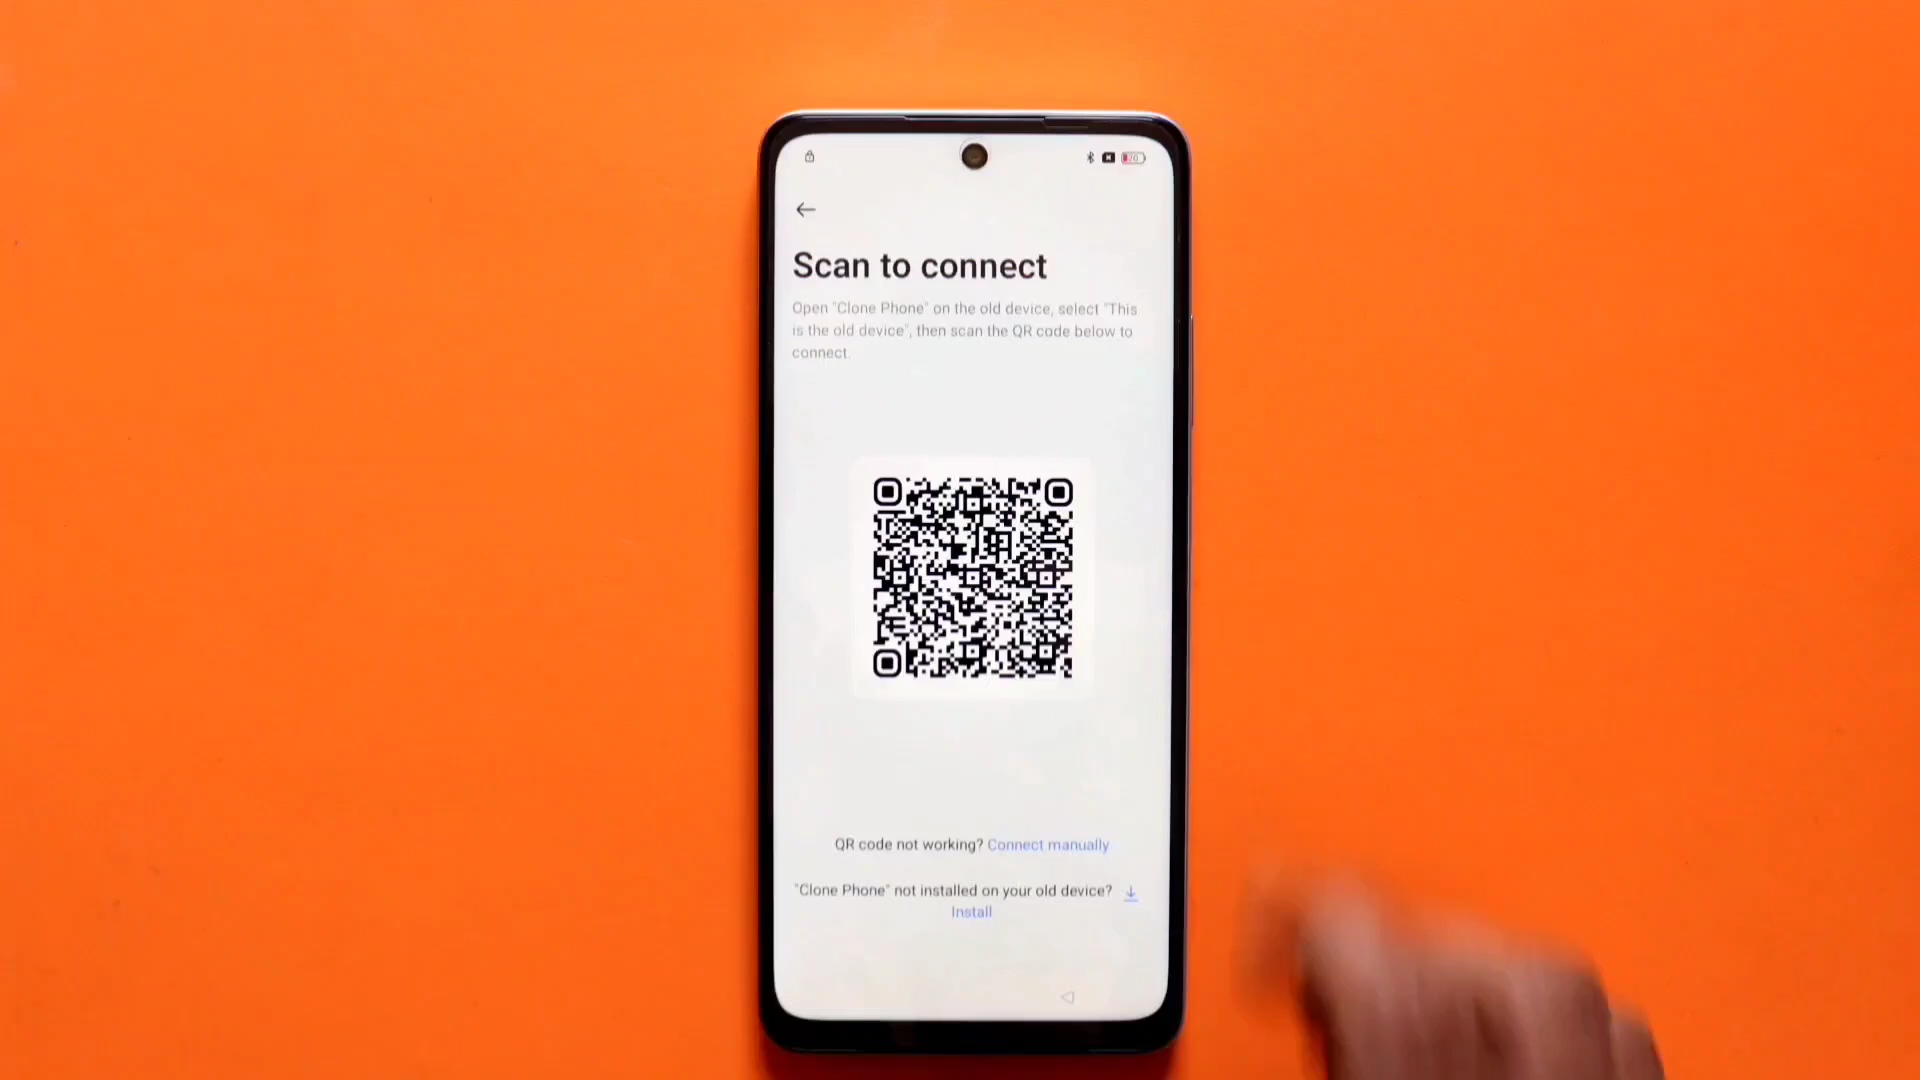 20
Scan to connect
Open "Clone Phone" on the old device, select "This
is the old device", then scan the QR code below to
connect.
QR code not working? Connect manually
"Clone Phone" not installed on your old device?
Install